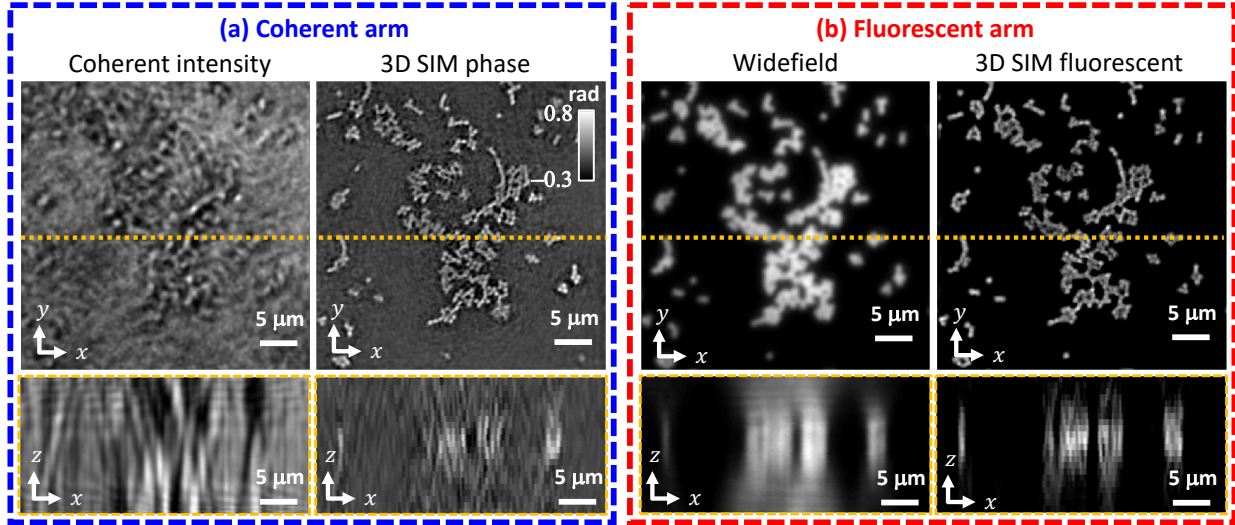 (a) Coherent arm
Coherent intensity
3D SIM phase
rad
0.8
−0.3
y
x
5 μm
5 μm
z
x
5 μm
z
x
5 μm
(b) Fluorescent arm
Widefield
3D SIM fluorescent
y
x
5 μm
y
x
5 μm
z
x
5 μm
z
x
5 μm